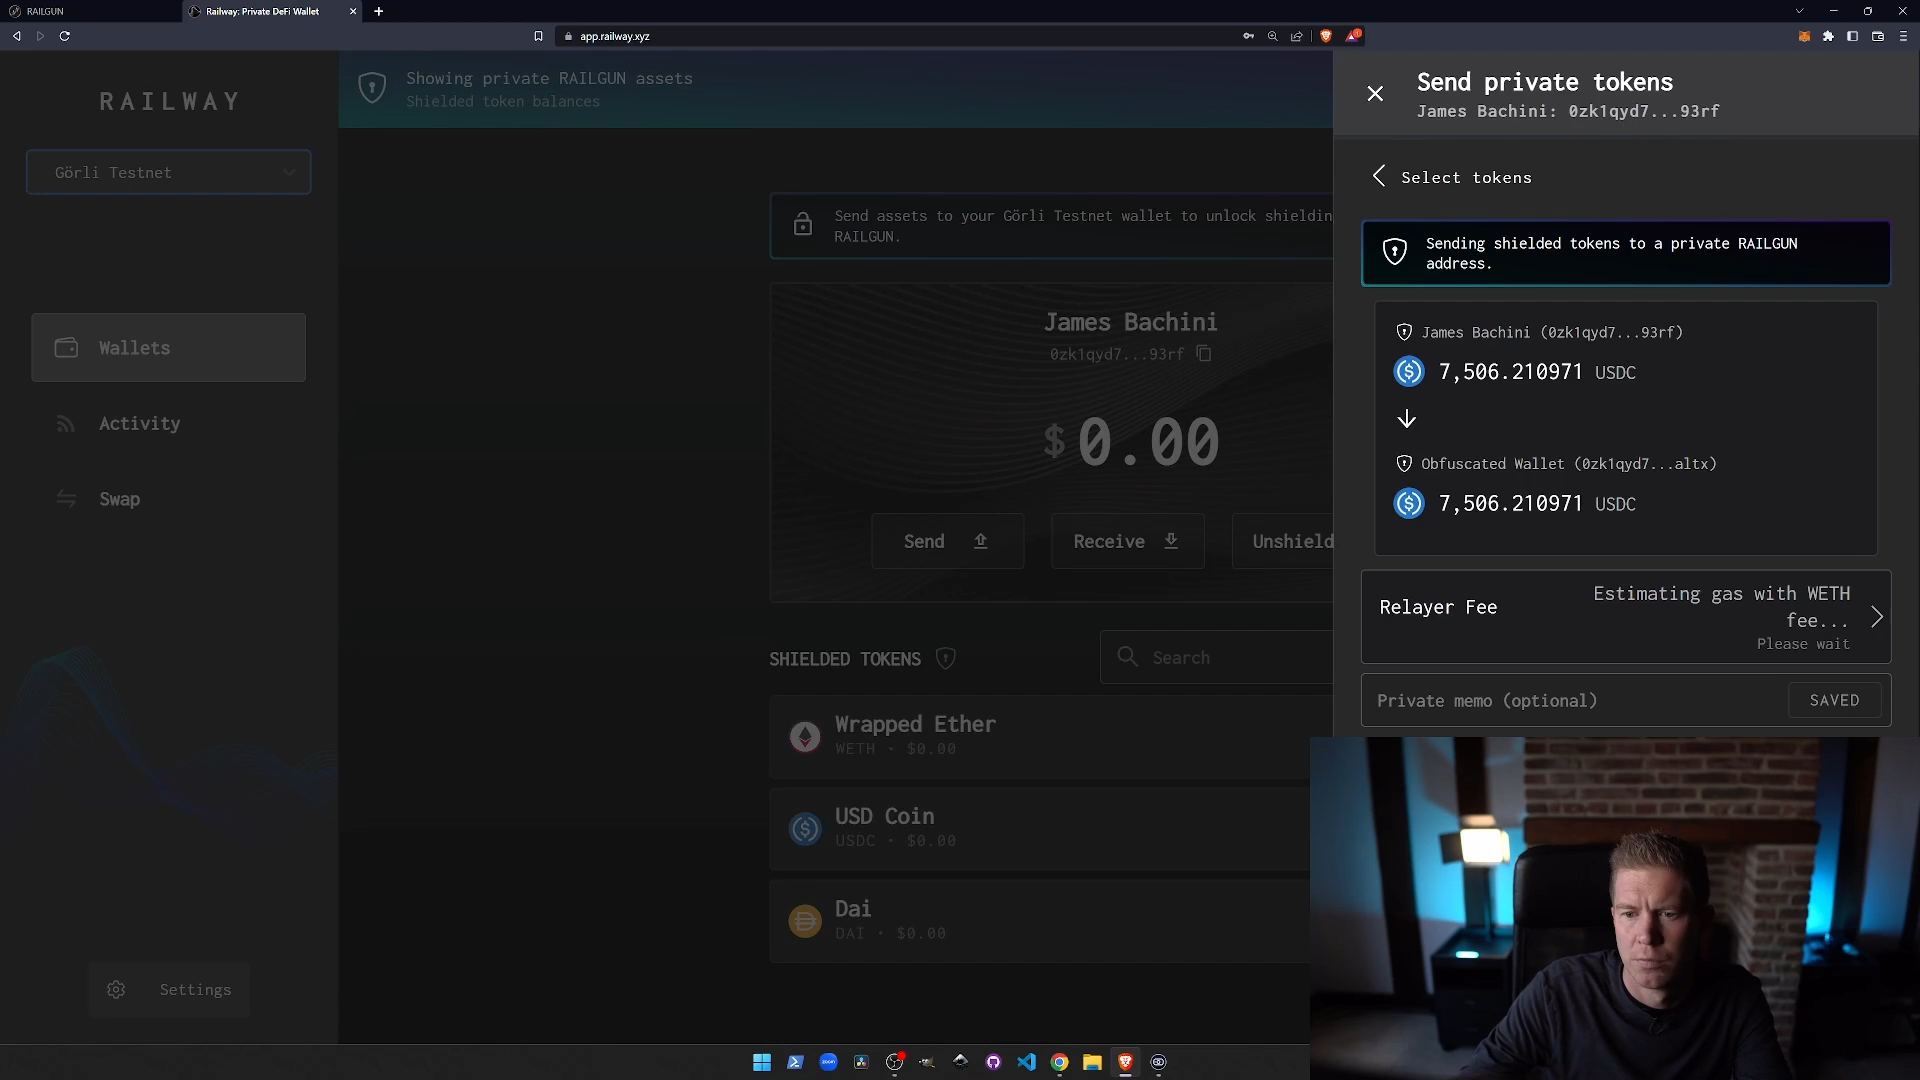 RAILGUN
Railway: Private DeFi Wallet
app.railway.xyz
RAILWAY
Görli Testnet
Wallets
Activity
Swap
Settings
Showing private RAILGUN assets
Shielded token balances
Send assets to your Görli Testnet wallet to unlock shieldin
RAILGUN.
James Bachini
0zk1qyd7...93rf
$0.00
Send
Receive
Unshield
SHIELDED TOKENS
Search
Wrapped Ether
WETH • $0.00
USD Coin
USDC • $0.00
Dai
DAI • $0.00
Send private tokens
James Bachini: 0zk1qyd7...93rf
Select tokens
Sending shielded tokens to a private RAILGUN
address.
James Bachini (0zk1qyd7...93rf)
7,506.210971 USDC
Obfuscated Wallet (0zk1qyd7...altx)
7,506.210971 USDC
Relayer Fee
Estimating gas with WETH
fee...
Please wait
Private memo (optional)
SAVED
zoom